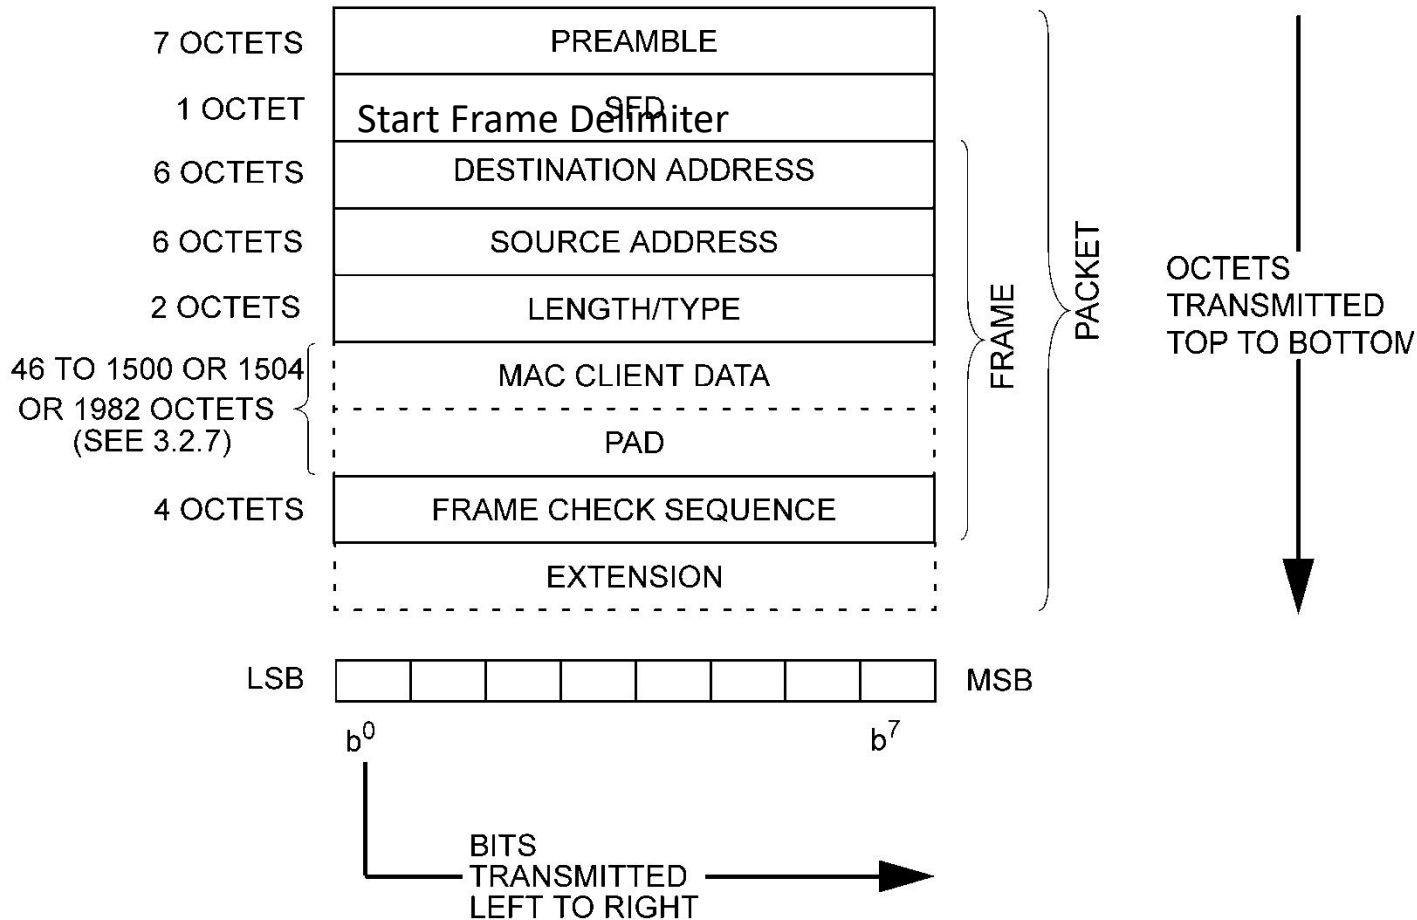 7 OCTETS
PREAMBLE
1 OCTET
SFD
Start Frame Delimiter
6 OCTETS
DESTINATION ADDRESS
6 OCTETS
SOURCE ADDRESS
2 OCTETS
LENGTH/TYPE
46 TO 1500 OR 1504
OR 1982 OCTETS
(SEE 3.2.7)
MAC CLIENT DATA
PAD
4 OCTETS
FRAME CHECK SEQUENCE
EXTENSION
FRAME
PACKET
OCTETS
TRANSMITTED
TOP TO BOTTOM
LSB
MSB
b0
b7
BITS
TRANSMITTED
LEFT TO RIGHT